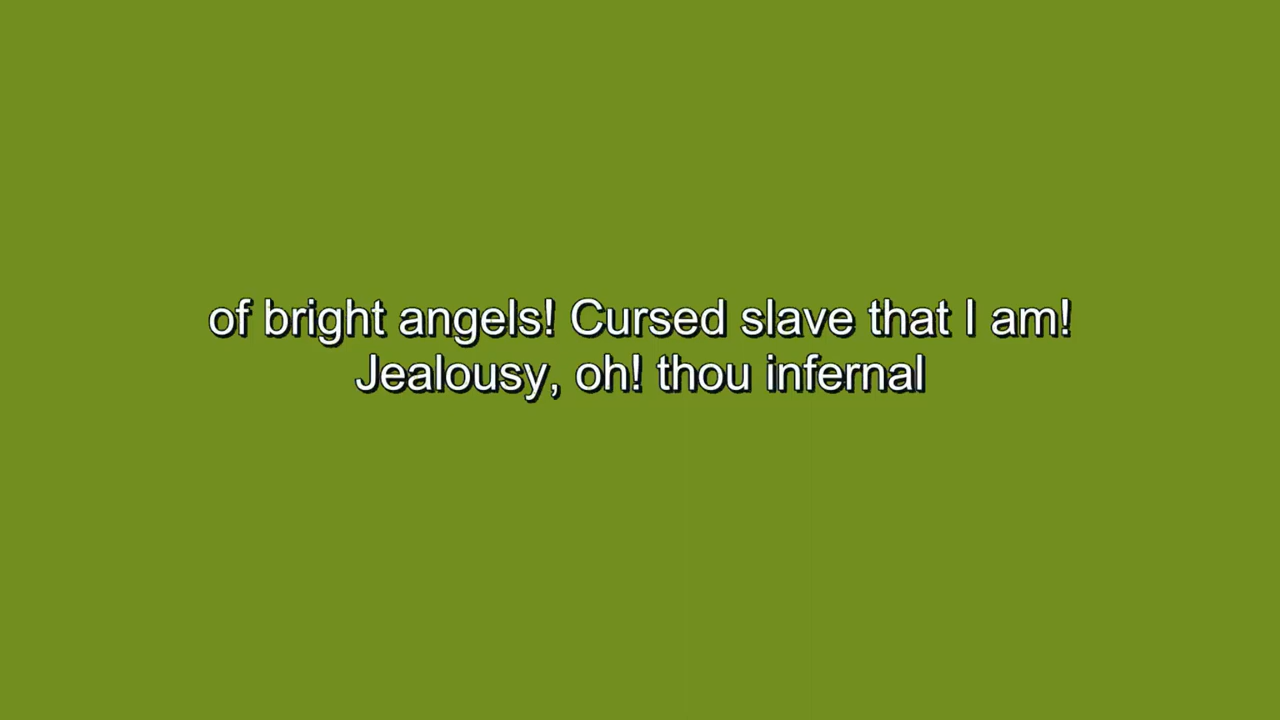 of bright angels! Cursed slave that I am!
Jealousy, oh! thou infernal